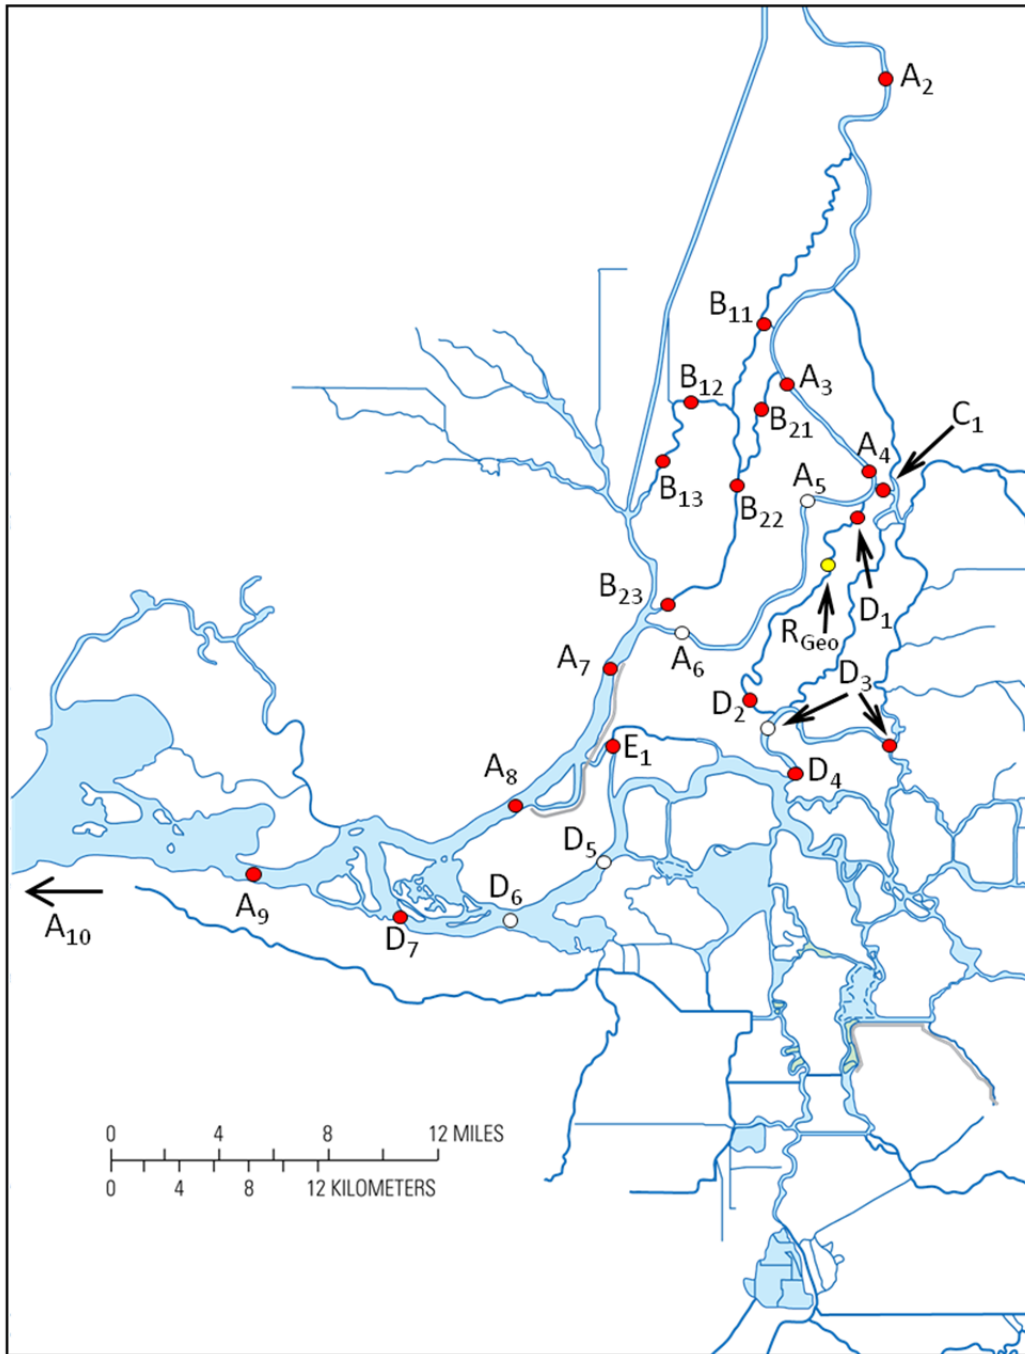 A2
B11
A3
B12
B21
C1
A4
A5
B13
B22
B23
RGeo
D1
A6
A7
D3
D2
E1
A8
D4
D5
A9
D6
A10
D7
0 4 8 12 MILES
0 4 8 12 KILOMETERS